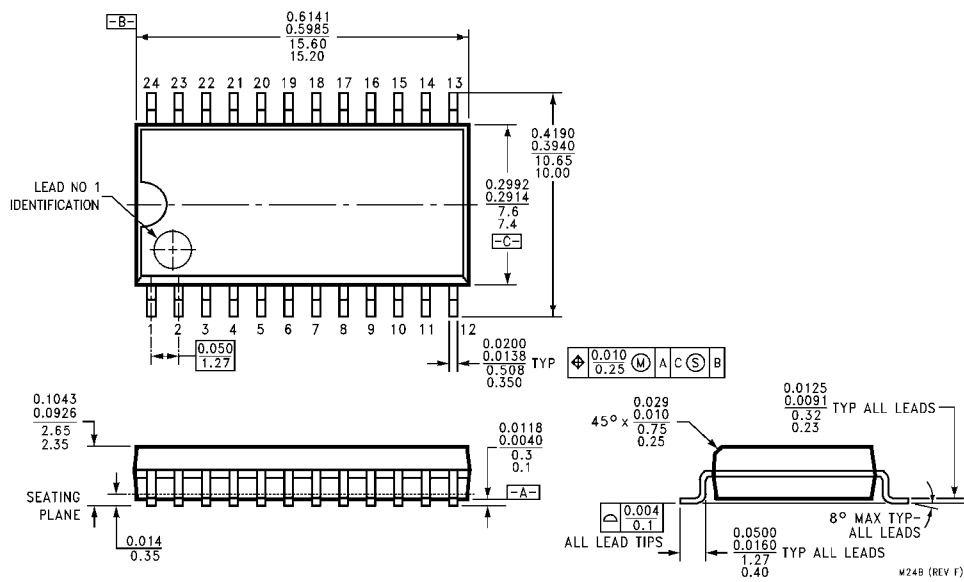 -B-
0.6141
0.5985
15.60
15.20
24 23 22 21 20 19 18 17 16 15 14 13
0.4190
0.3940
10.65
10.00
0.2992
0.2914
7.6
7.4
-C-
LEAD NO 1
IDENTIFICATION
1 2 3 4 5 6 7 8 9 10 11 12
0.050
1.27
0.0200
0.0138
0.508
0.350
TYP
⌖ 0.010 0.25 Ⓜ A C Ⓢ B
0.1043
0.0926
2.65
2.35
0.0118
0.0040
0.3
0.1
-A-
SEATING
PLANE
0.014
0.35
45° x
0.029
0.010
0.75
0.25
0.0125
0.0091
0.32
0.23
TYP ALL LEADS
0.004
0.1
ALL LEAD TIPS
0.0500
0.0160
1.27
0.40
TYP ALL LEADS
8° MAX TYP-
ALL LEADS
M24B (REV F)